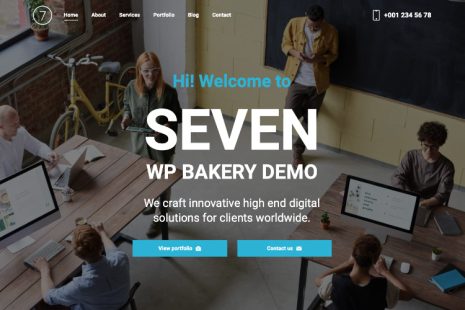 7
Home About Services Portfolio Blog Contact +001 234 56 78
Hi! Welcome to
SEVEN
WP BAKERY DEMO
We craft innovative high end digital
solutions for clients worldwide.
View portfolio Contact us